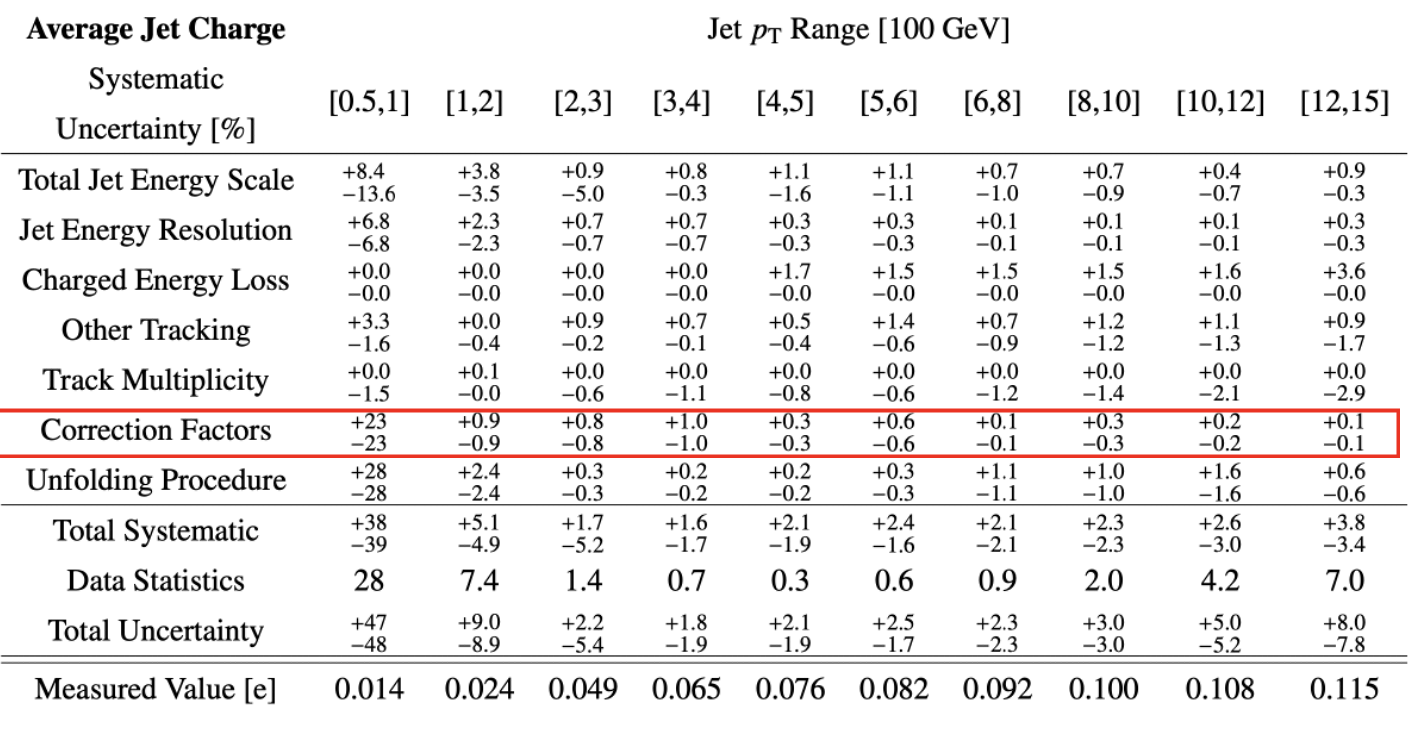 Average Jet Charge Jet pT Range [100 GeV]
Systematic
Uncertainty [%]
[0.5,1] [1,2] [2,3] [3,4] [4,5] [5,6] [6,8] [8,10] [10,12] [12,15]
Total Jet Energy Scale
+8.4 +3.8 +0.9 +0.8 +1.1 +1.1 +0.7 +0.7 +0.4 +0.9
−13.6 −3.5 −5.0 −0.3 −1.6 −1.1 −1.0 −0.9 −0.7 −0.3
Jet Energy Resolution
+6.8 +2.3 +0.7 +0.7 +0.3 +0.3 +0.1 +0.1 +0.1 +0.3
−6.8 −2.3 −0.7 −0.7 −0.3 −0.3 −0.1 −0.1 −0.1 −0.3
Charged Energy Loss
+0.0 +0.0 +0.0 +0.0 +1.7 +1.5 +1.5 +1.5 +1.6 +3.6
−0.0 −0.0 −0.0 −0.0 −0.0 −0.0 −0.0 −0.0 −0.0 −0.0
Other Tracking
+3.3 +0.0 +0.9 +0.7 +0.5 +1.4 +0.7 +1.2 +1.1 +0.9
−1.6 −0.4 −0.2 −0.1 −0.4 −0.6 −0.9 −1.2 −1.3 −1.7
Track Multiplicity
+0.0 +0.1 +0.0 +0.0 +0.0 +0.0 +0.0 +0.0 +0.0 +0.0
−1.5 −0.0 −0.6 −1.1 −0.8 −0.6 −1.2 −1.4 −2.1 −2.9
Correction Factors
+23 +0.9 +0.8 +1.0 +0.3 +0.6 +0.1 +0.3 +0.2 +0.1
−23 −0.9 −0.8 −1.0 −0.3 −0.6 −0.1 −0.3 −0.2 −0.1
Unfolding Procedure
+28 +2.4 +0.3 +0.2 +0.2 +0.3 +1.1 +1.0 +1.6 +0.6
−28 −2.4 −0.3 −0.2 −0.2 −0.3 −1.1 −1.0 −1.6 −0.6
Total Systematic
+38 +5.1 +1.7 +1.6 +2.1 +2.4 +2.1 +2.3 +2.6 +3.8
−39 −4.9 −5.2 −1.7 −1.9 −1.6 −2.1 −2.3 −3.0 −3.4
Data Statistics 28 7.4 1.4 0.7 0.3 0.6 0.9 2.0 4.2 7.0
Total Uncertainty
+47 +9.0 +2.2 +1.8 +2.1 +2.5 +2.3 +3.0 +5.0 +8.0
−48 −8.9 −5.4 −1.9 −1.9 −1.7 −2.3 −3.0 −5.2 −7.8
Measured Value [e] 0.014 0.024 0.049 0.065 0.076 0.082 0.092 0.100 0.108 0.115